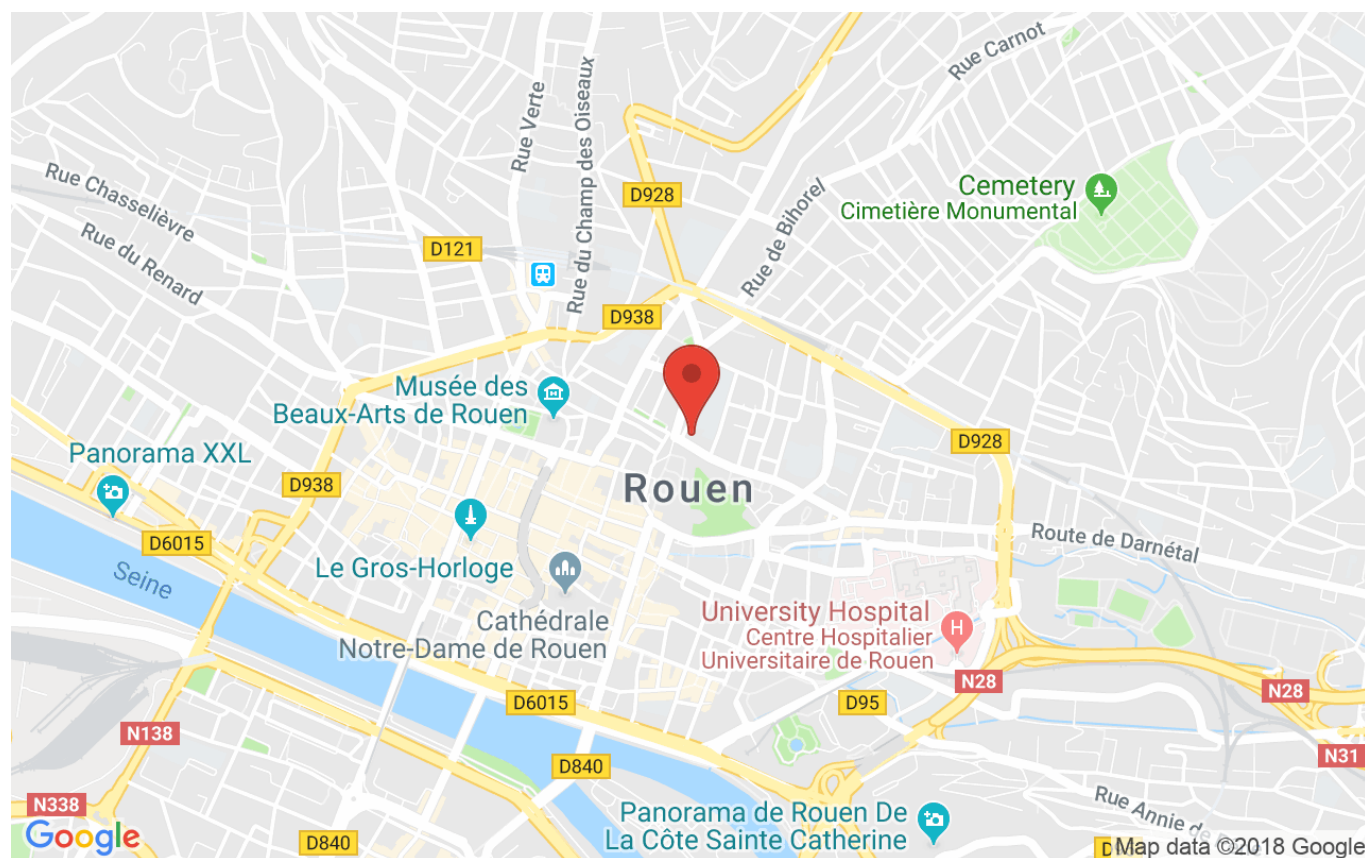 Rue Carnot
Rue Verte
Rue du Champ des Oiseaux
Rue Chasselièvre
D928
Cemetery
Cimetière Monumental
Rue de Bihorel
Rue du Renard
D121
D938
Musée des
Beaux-Arts de Rouen
Panorama XXL
D928
D938
Rouen
D6015
Route de Darnétal
Le Gros-Horloge
Seine
Cathédrale
Notre-Dame de Rouen
University Hospital
Centre Hospitalier
Universitaire de Rouen
H
N28
N28
D6015
D95
N138
N31
D840
N338
Rue Annie de
Panorama de Rouen De
La Côte Sainte Catherine
Google
D840
Map data ©2018 Google